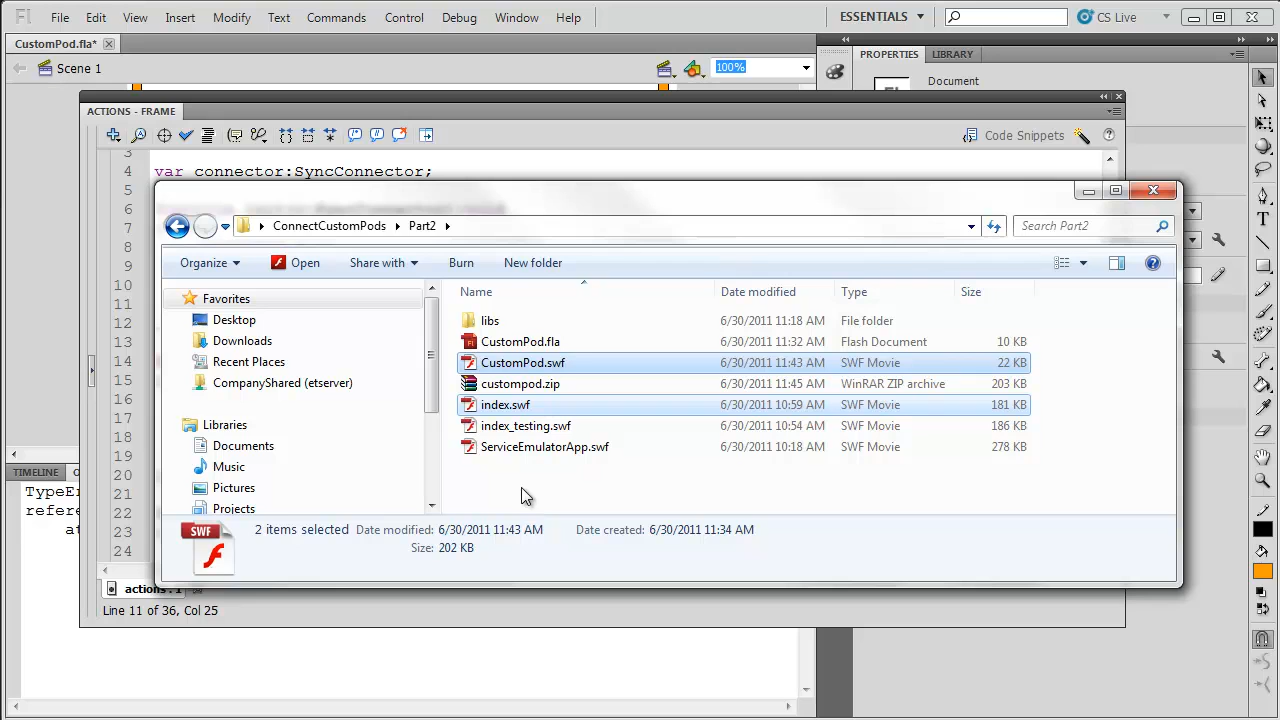 Fl File Edit View Insert Modify Text Commands Control Debug Window Help ESSENTIALS CS Live
CustomPod.fla* PROPERTIES LIBRARY
Scene 1 100%
Document
ACTIONS - FRAME
Code Snippets
3
4 var connector:SyncConnector;
5
6
7
8
9
10
11
12
13
14
15
16
17
18
19
20
21
22
23
24
ConnectCustomPods Part2 Search Part2
Organize Open Share with Burn New folder
Name Date modified Type Size
Favorites
Desktop
Downloads
Recent Places
CompanyShared (etserver)
Libraries
Documents
Music
Pictures
Projects
libs 6/30/2011 11:18 AM File folder
CustomPod.fla 6/30/2011 11:32 AM Flash Document 10 KB
CustomPod.swf 6/30/2011 11:43 AM SWF Movie 22 KB
custompod.zip 6/30/2011 11:45 AM WinRAR ZIP archive 203 KB
index.swf 6/30/2011 10:59 AM SWF Movie 181 KB
index_testing.swf 6/30/2011 10:54 AM SWF Movie 186 KB
ServiceEmulatorApp.swf 6/30/2011 10:18 AM SWF Movie 278 KB
SWF
2 items selected Date modified: 6/30/2011 11:43 AM Date created: 6/30/2011 11:34 AM
Size: 202 KB
TIMELINE
TypeEr
refere
at
actions:1
Line 11 of 36, Col 25